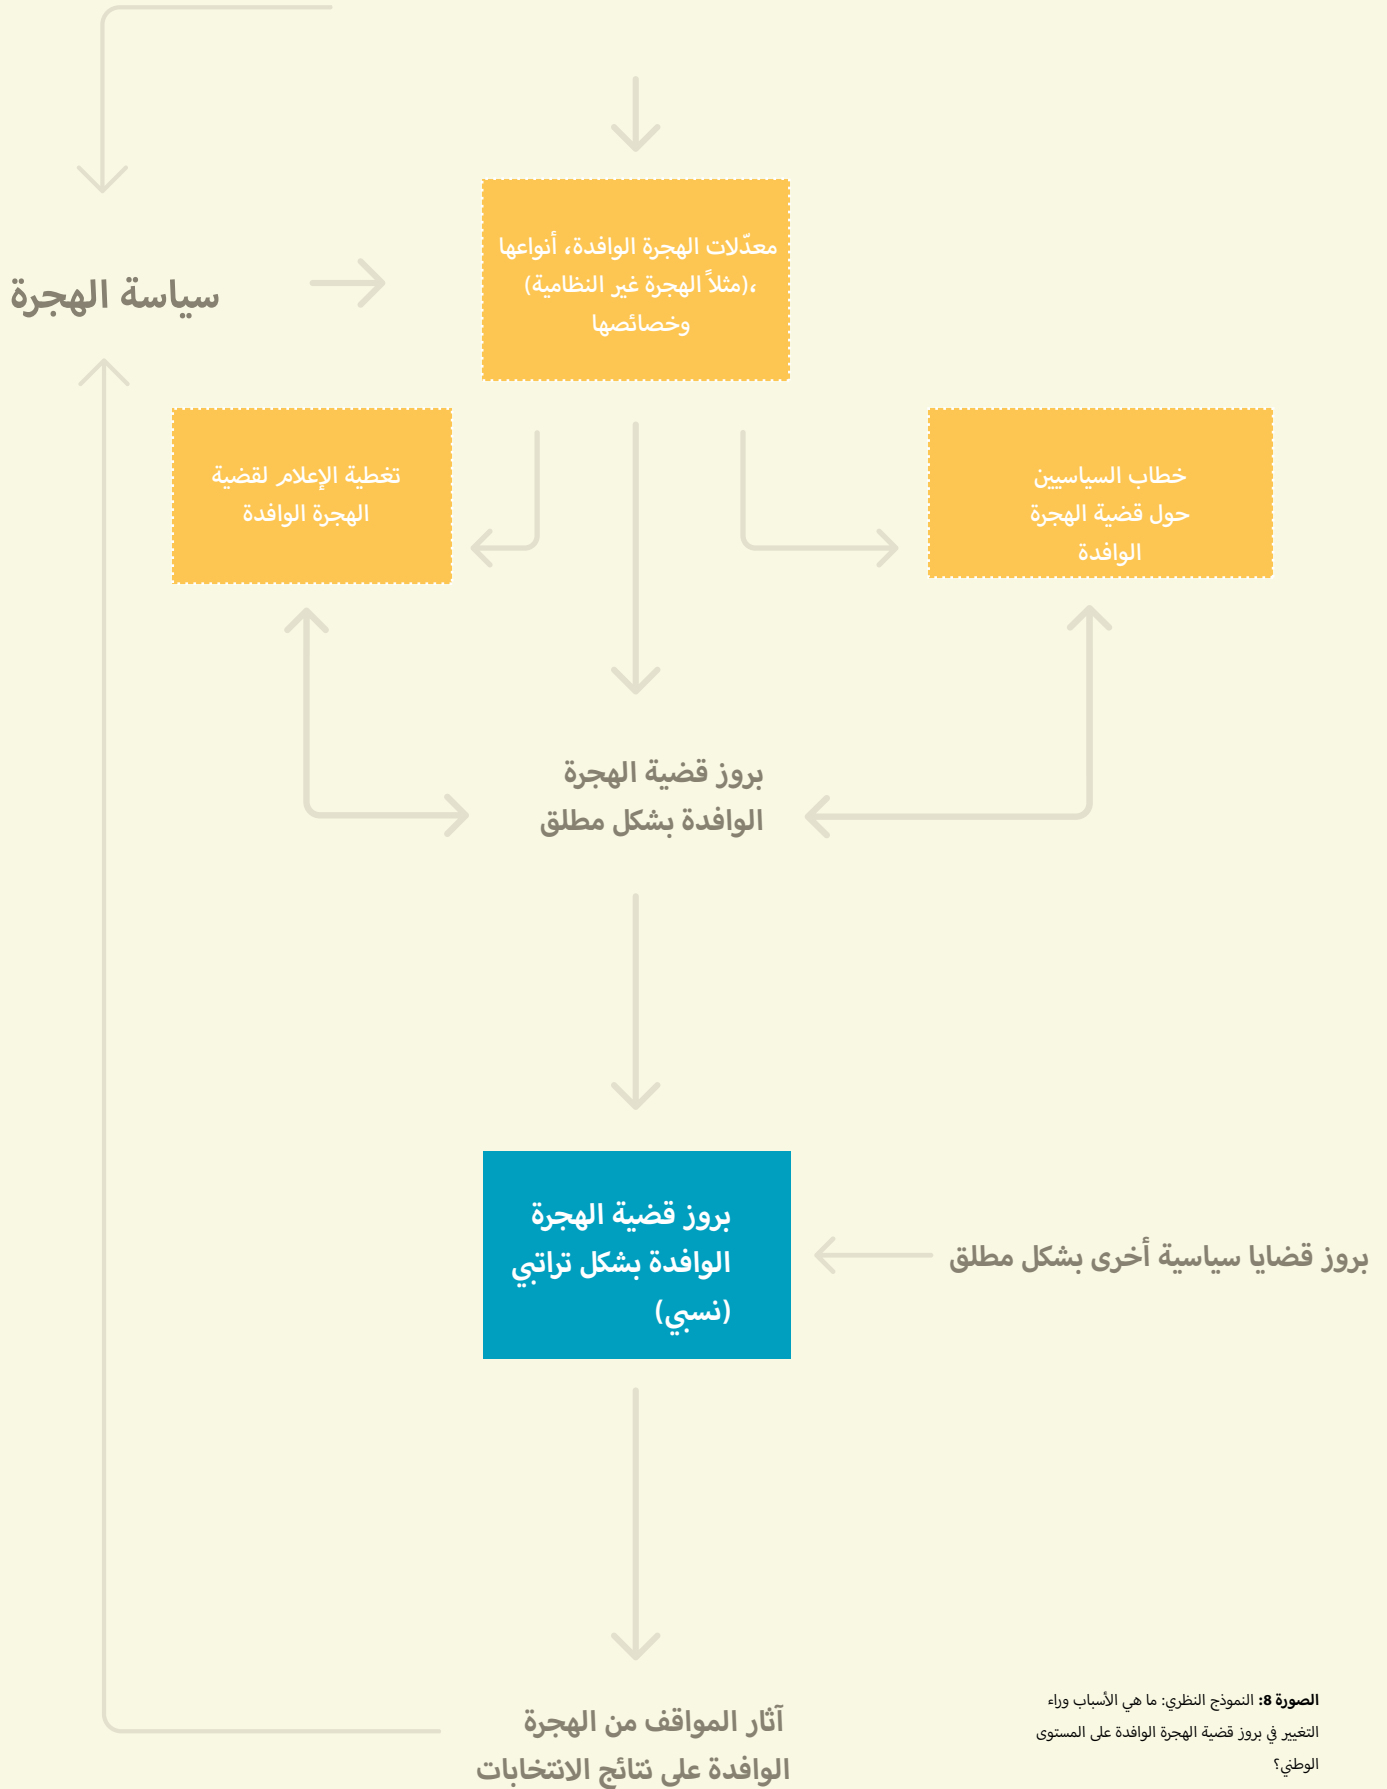 معدّلات الهجرة الوافدة، أنواعها
،(مثلاً الهجرة غير النظامية)
وخصائصها
سياسة الهجرة
خطاب السياسيين
حول قضية الهجرة
الوافدة
تغطية الإعلام لقضية
الهجرة الوافدة
بروز قضية الهجرة
الوافدة بشكل مطلق
بروز قضية الهجرة
الوافدة بشكل تراتبي
(نسبي)
بروز قضايا سياسية أخرى بشكل مطلق
آثار المواقف من الهجرة
الوافدة على نتائج الانتخابات
الصورة 8: النموذج النظري: ما هي الأسباب وراء
التغيير في بروز قضية الهجرة الوافدة على المستوى
الوطني؟